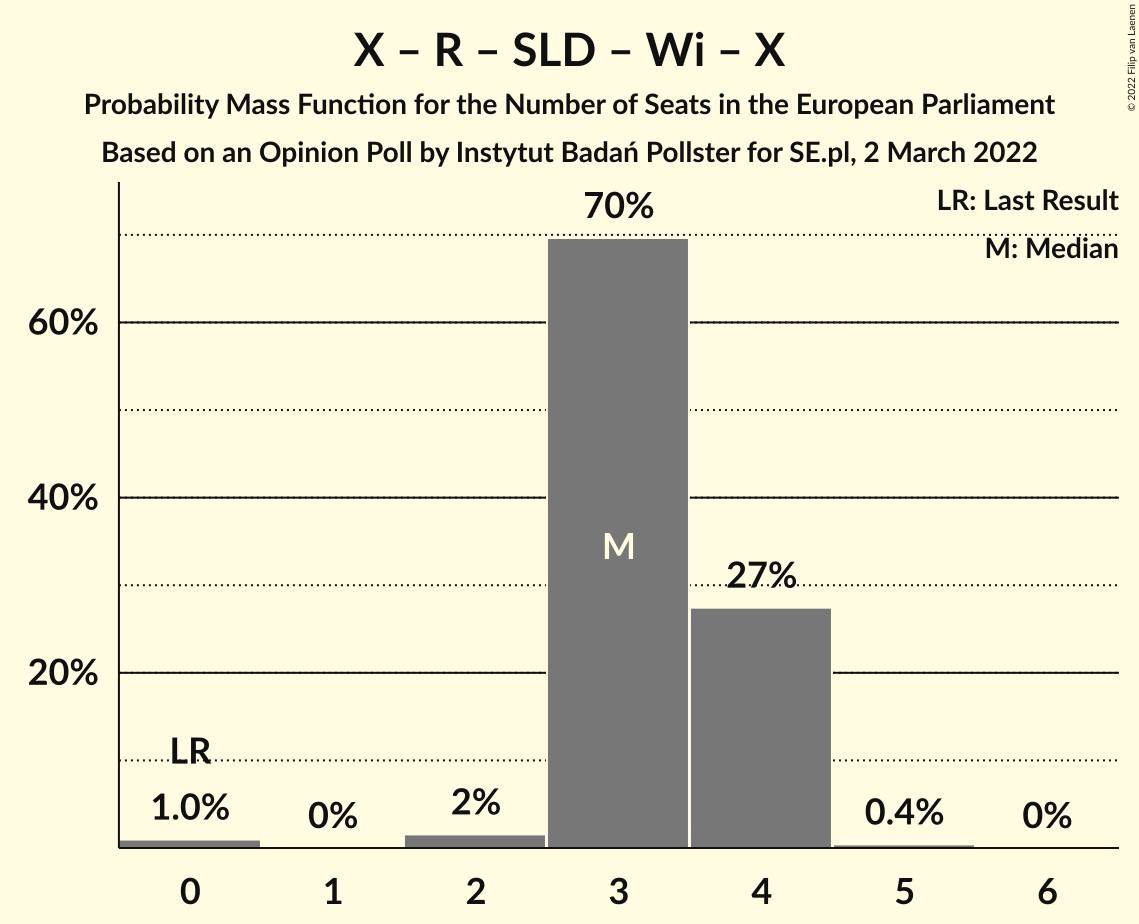 X – R – SLD – Wi – X
Probability Mass Function for the Number of Seats in the European Parliament
Based on an Opinion Poll by Instytut Badań Pollster for SE.pl, 2 March 2022
© 2022 Filip van Laenen
LR: Last Result
M: Median
70%
60%
40%
M
27%
20%
LR
1.0%
0%
2%
0.4%
0%
0
1
2
3
4
5
6